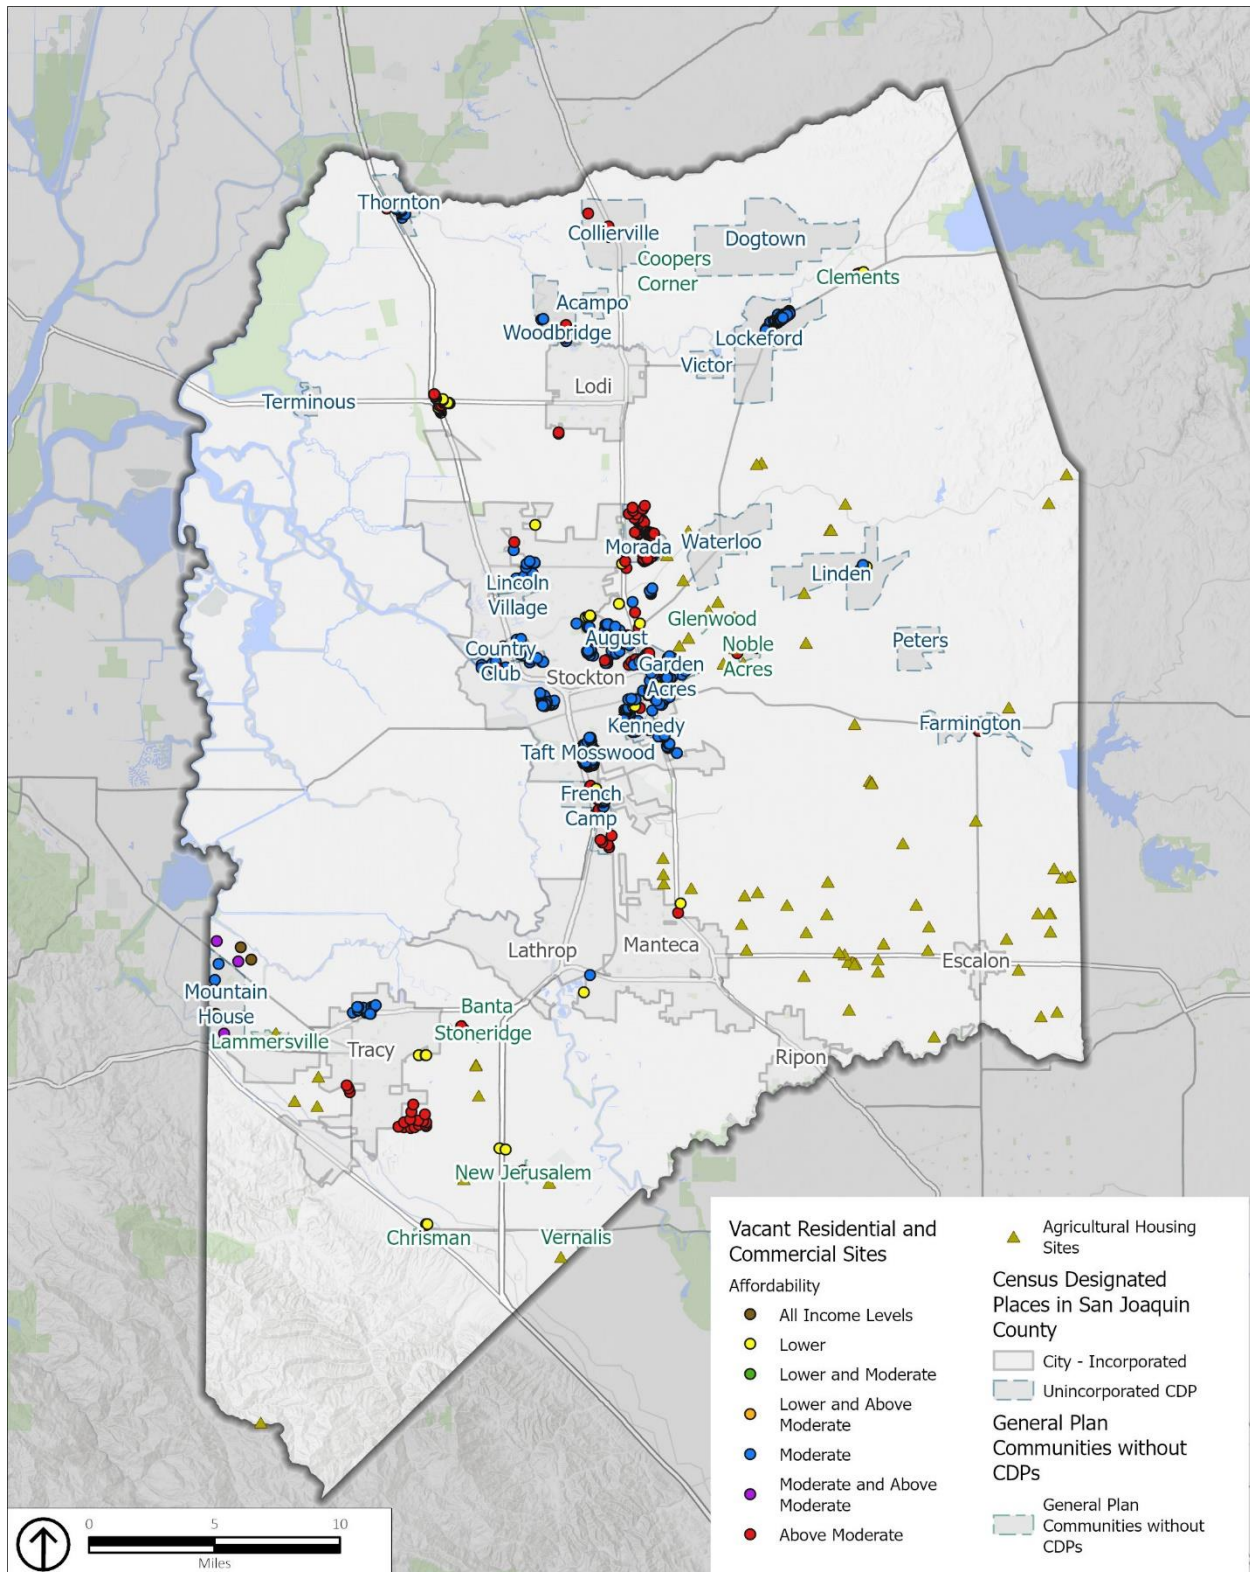 Thornton
Collierville
Dogtown
Coopers
Corner
Clements
Acampo
Woodbridge
Lockeford
Victor
Lodi
Terminous
Morada
Waterloo
Lincoln
Village
Linden
Glenwood
August
Peters
Country
Club
Noble
Acres
Garden
Acres
Stockton
Kennedy
Farmington
Taft Mosswood
French
Camp
Lathrop
Manteca
Escalon
Mountain
House
Banta
Stoneridge
Lammersville
Tracy
Ripon
New Jerusalem
Chrisman
Vernalis
Vacant Residential and
Commercial Sites
Affordability
All Income Levels
Lower
Lower and Moderate
Lower and Above
Moderate
Moderate
Moderate and Above
Moderate
Above Moderate
Agricultural Housing
Sites
Census Designated
Places in San Joaquin
County
City - Incorporated
Unincorporated CDP
General Plan
Communities without
CDPs
General Plan
Communities without
CDPs
0 5 10
Miles